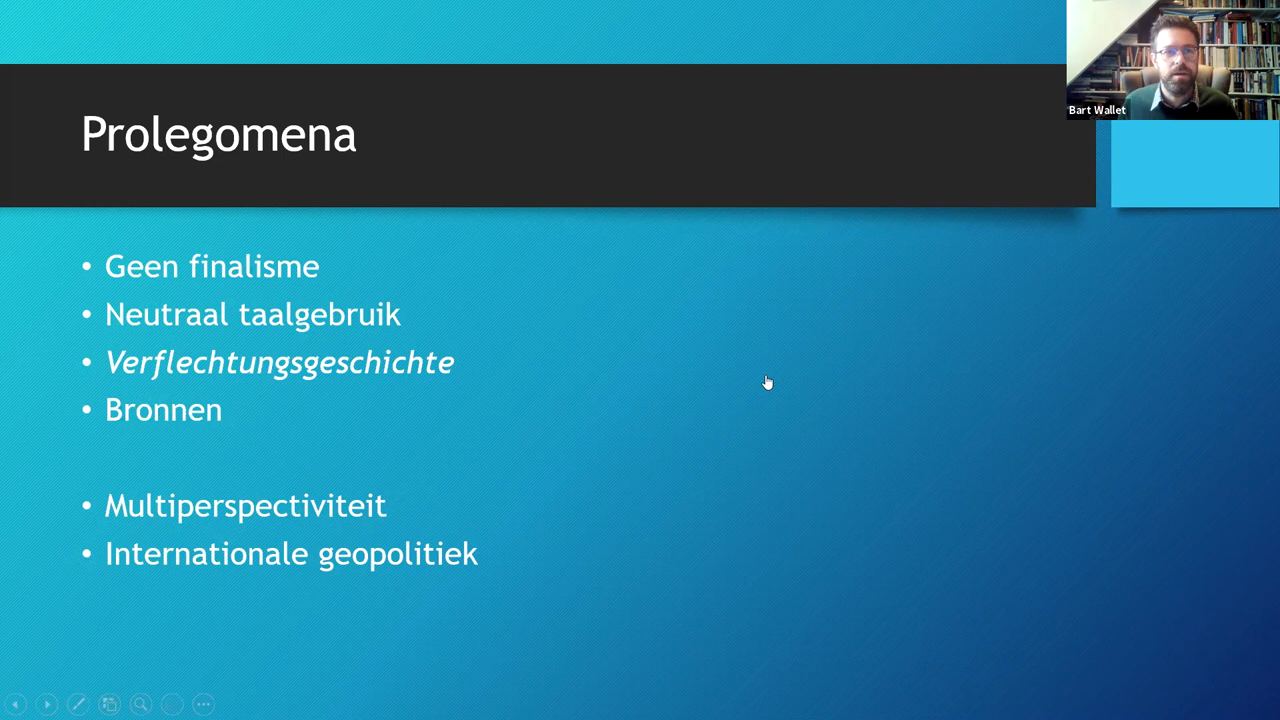 Bart Wallet
Prolegomena
• Geen finalisme
• Neutraal taalgebruik
• Verflechtungsgeschichte
• Bronnen
• Multiperspectiviteit
• Internationale geopolitiek